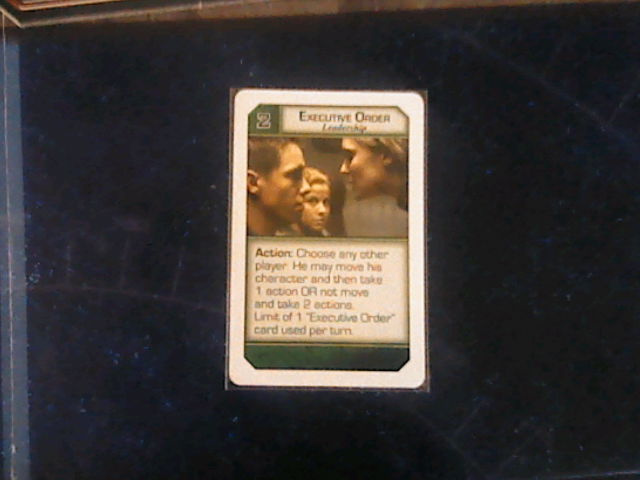 2
EXECUTIVE ORDER
Leadership
Action: Choose any other
player. He may move his
character and then take
1 action OR not move
and take 2 actions.
Limit of 1 "Executive Order"
card used per turn.